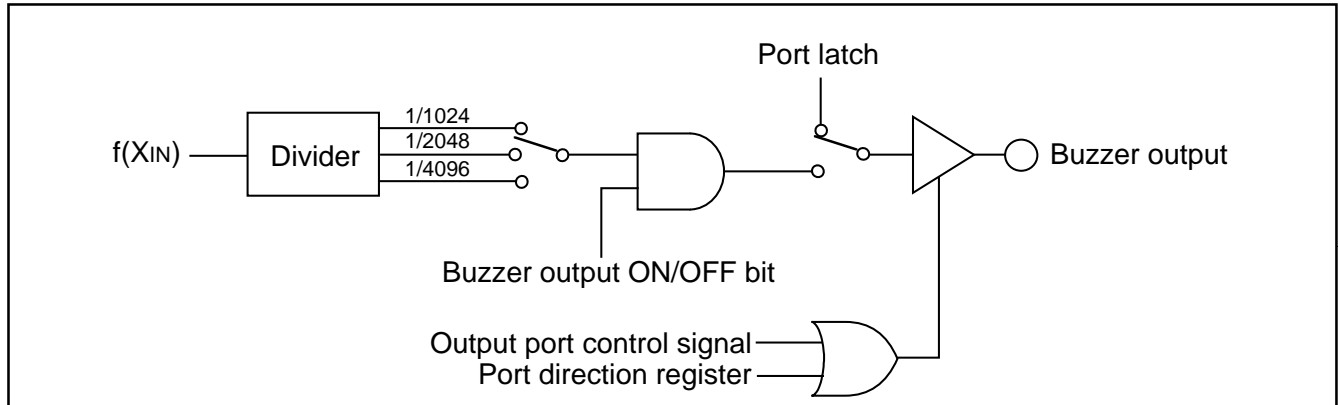 Port latch
1/1024
1/2048
1/4096
f(XIN)
Divider
Buzzer output
Buzzer output ON/OFF bit
Output port control signal
Port direction register